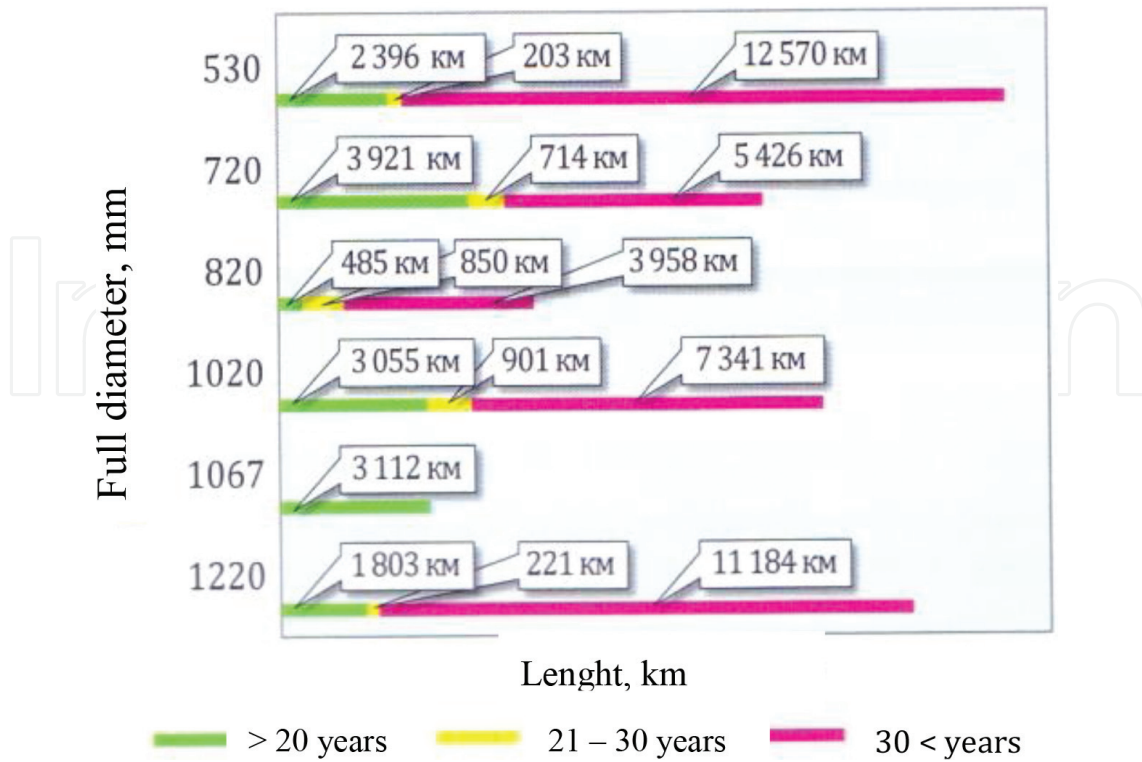 530
2 396 км
203 км
12 570 км
720
3 921 км
714 км
5 426 км
820
485 км
850 км
3 958 км
1020
3 055 км
901 км
7 341 км
1067
3 112 км
1220
1 803 км
221 км
11 184 км
Full diameter, mm
Lenght, km
> 20 years
21 – 30 years
30 < years